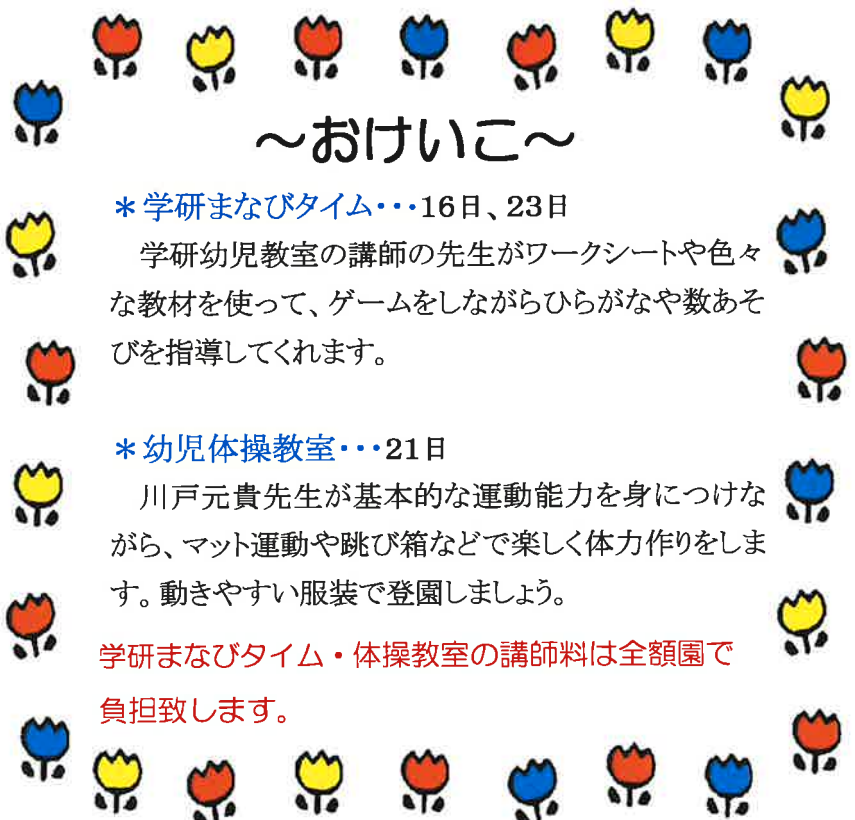 ～おけいこ～
＊学研まなびタイム・・・16日、23日
学研幼児教室の講師の先生がワークシートや色々
な教材を使って、ゲームをしながらひらがなや数あそ
びを指導してくれます。
＊幼児体操教室・・・21日
川戸元貴先生が基本的な運動能力を身につけな
がら、マット運動や跳び箱などで楽しく体力作りをしま
す。動きやすい服装で登園しましょう。
学研まなびタイム・体操教室の講師料は全額園で
負担致します。